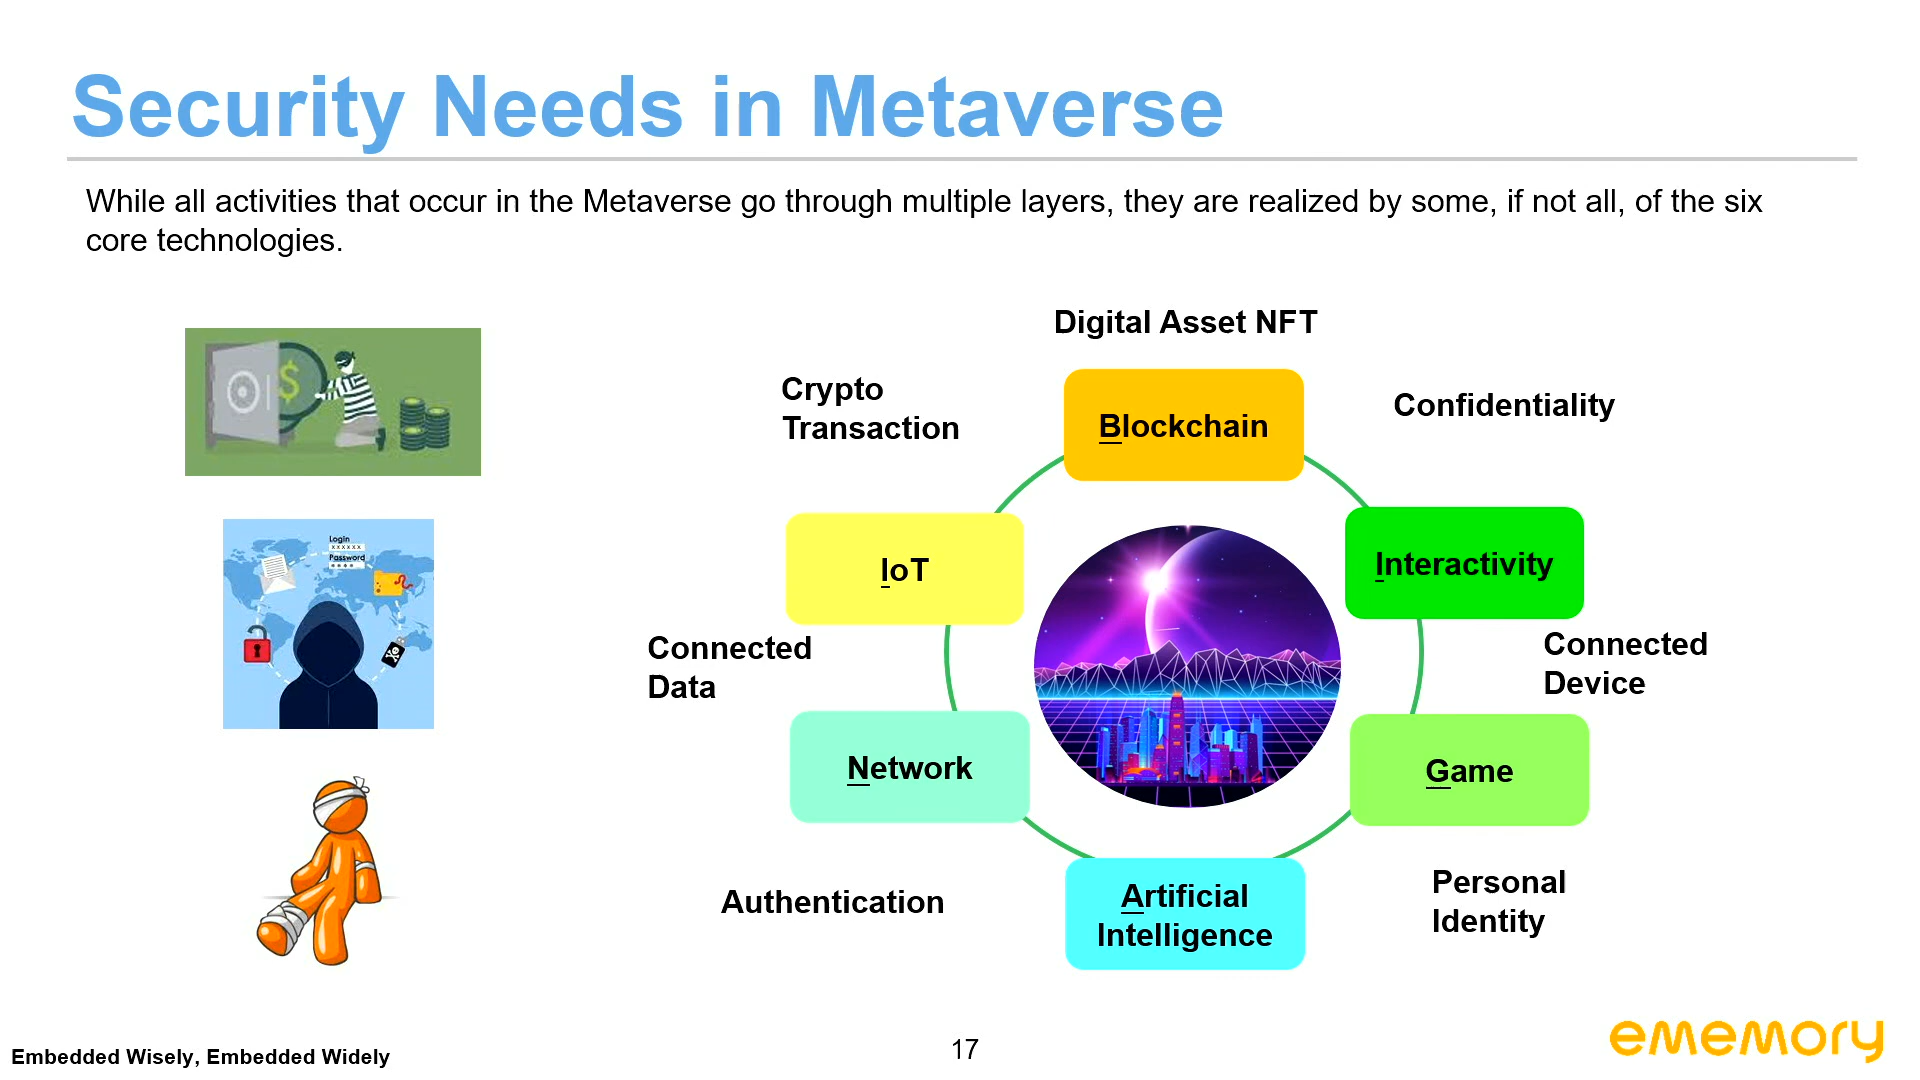 Security Needs in Metaverse
While all activities that occur in the Metaverse go through multiple layers, they are realized by some, if not all, of the six
core technologies.
Digital Asset NFT
Crypto
Transaction
Blockchain
Confidentiality
$
Login
xxxxxx
Password
IoT
Interactivity
Connected
Data
Connected
Device
Network
Game
Authentication
Artificial
Intelligence
Personal
Identity
Embedded Wisely, Embedded Widely
17
ememory